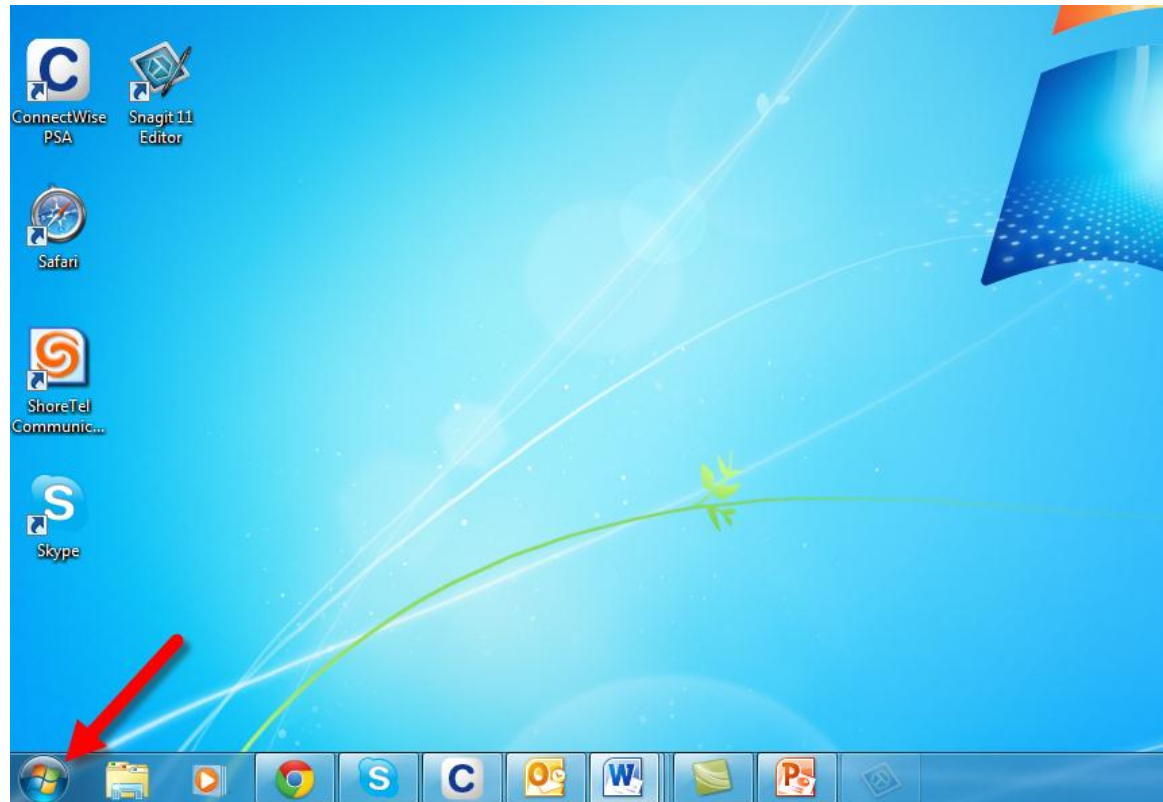 ConnectWise
PSA
Snagit 11
Editor
Safari
ShoreTel
Communic...
Skype